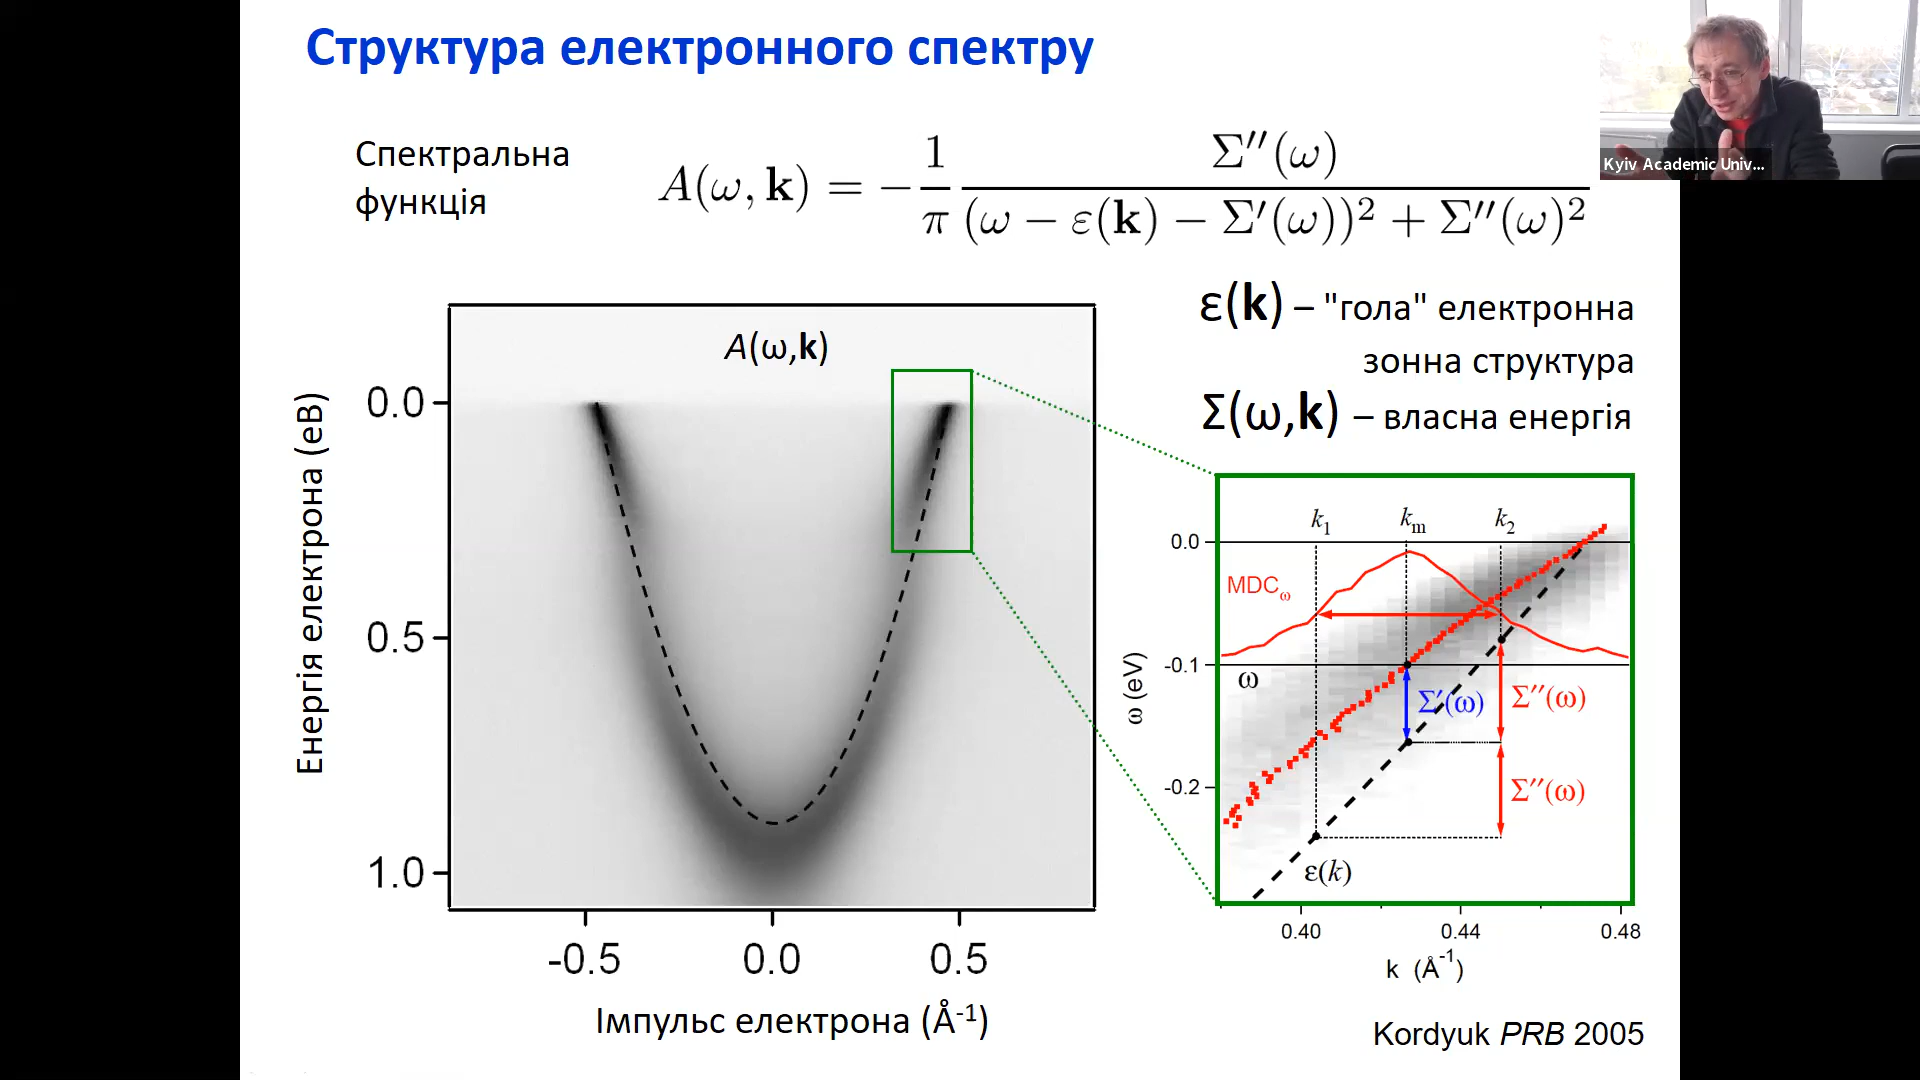 Структура електронного спектру
Kyiv Academic Univ...
Спектральна
функція
A(ω, k) = − 1/π Σ′′(ω) / (ω − ε(k) − Σ′(ω))² + Σ′′(ω)²
ε(k) – "гола" електронна
зонна структура
Σ(ω,k) – власна енергія
A(ω,k)
Енергія електрона (еВ)
0.0
0.5
1.0
-0.5 0.0 0.5
Імпульс електрона (Å⁻¹)
k₁ kₘ k₂
0.0
MDCω
-0.1
ω
ω (eV)
Σ′(ω)
Σ′′(ω)
-0.2
Σ′′(ω)
ε(k)
0.40 0.44 0.48
k (Å⁻¹)
Kordyuk PRB 2005